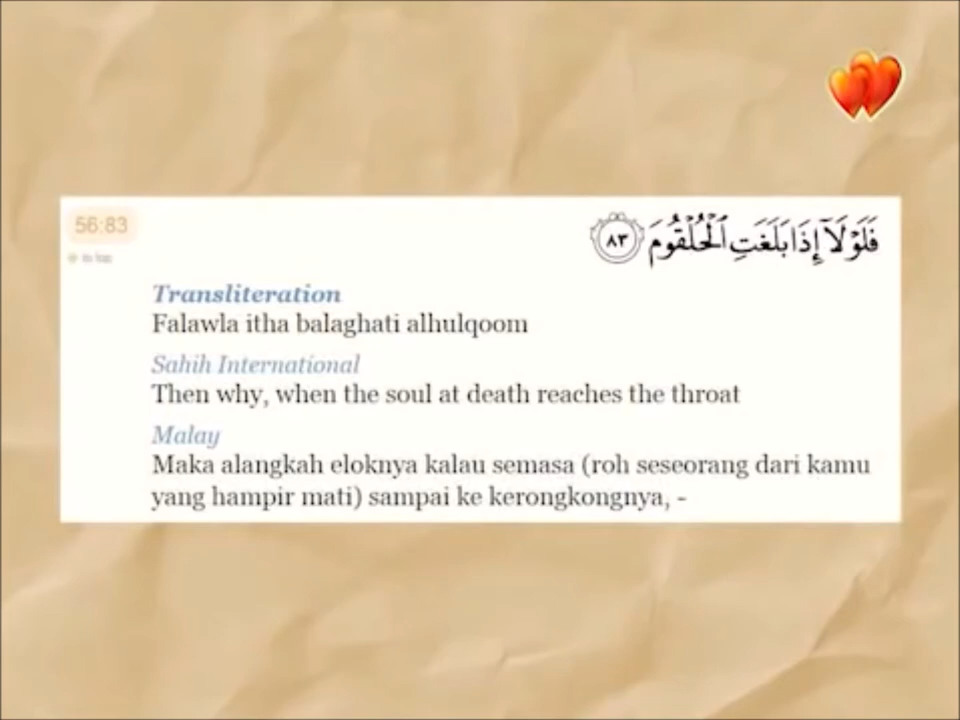 56:83
فَلَوْلَآ إِذَا بَلَغَتِ ٱلْحُلْقُومَ ٨٣
to top
Transliteration
Falawla itha balaghati alhulqoom
Sahih International
Then why, when the soul at death reaches the throat
Malay
Maka alangkah eloknya kalau semasa (roh seseorang dari kamu
yang hampir mati) sampai ke kerongkongnya, -